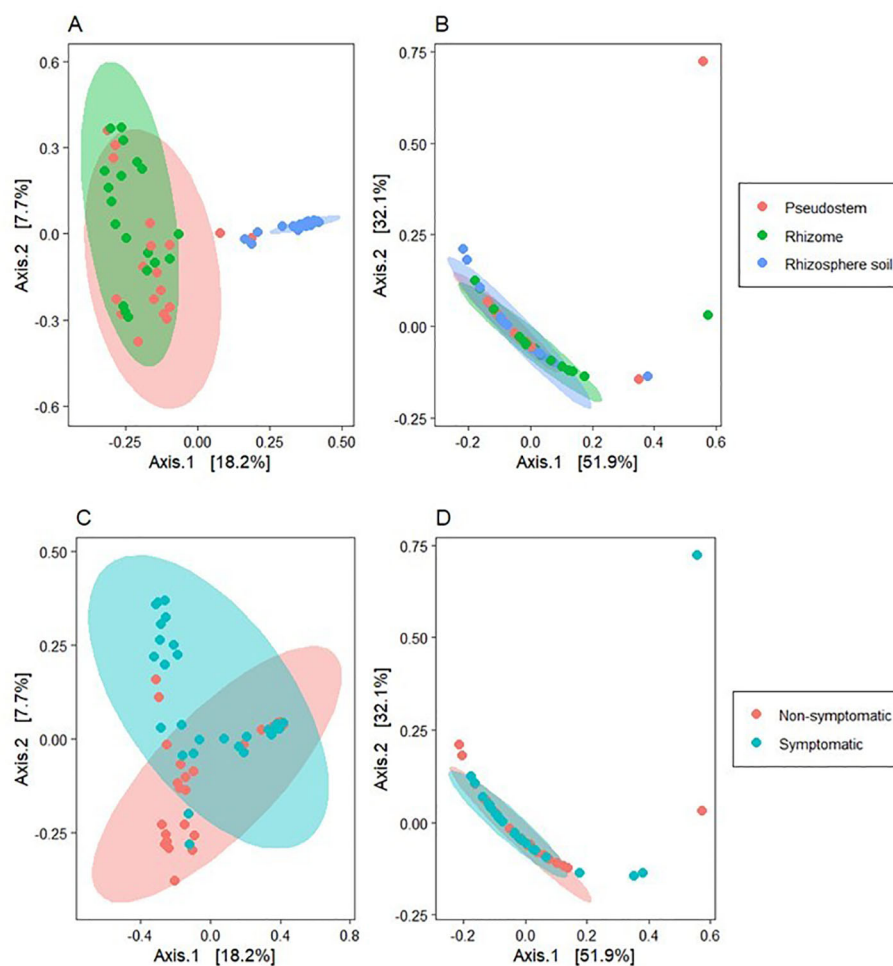 A
0.6
0.3
0.0
-0.3
-0.6
Axis.2 [7.7%]
-0.25
0.00
0.25
0.50
Axis.1 [18.2%]
B
0.75
0.50
0.25
0.00
-0.25
Axis.2 [32.1%]
-0.2
0.0
0.2
0.4
0.6
Axis.1 [51.9%]
Pseudostem
Rhizome
Rhizosphere soil
C
0.50
0.25
0.00
-0.25
Axis.2 [7.7%]
-0.4
0.0
0.4
0.8
Axis.1 [18.2%]
D
0.75
0.50
0.25
0.00
-0.25
Axis.2 [32.1%]
-0.2
0.0
0.2
0.4
0.6
Axis.1 [51.9%]
Non-symptomatic
Symptomatic